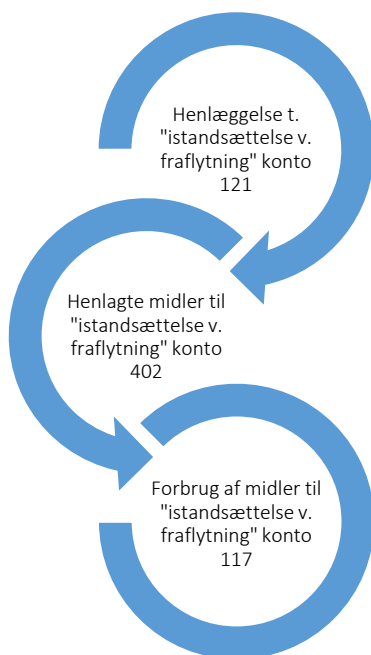 Henlæggelse t.
"istandsættelse v.
fraflytning" konto
121
Henlagte midler til
"istandsættelse v.
fraflytning" konto
402
Forbrug af midler til
"istandsættelse v.
fraflytning" konto
117